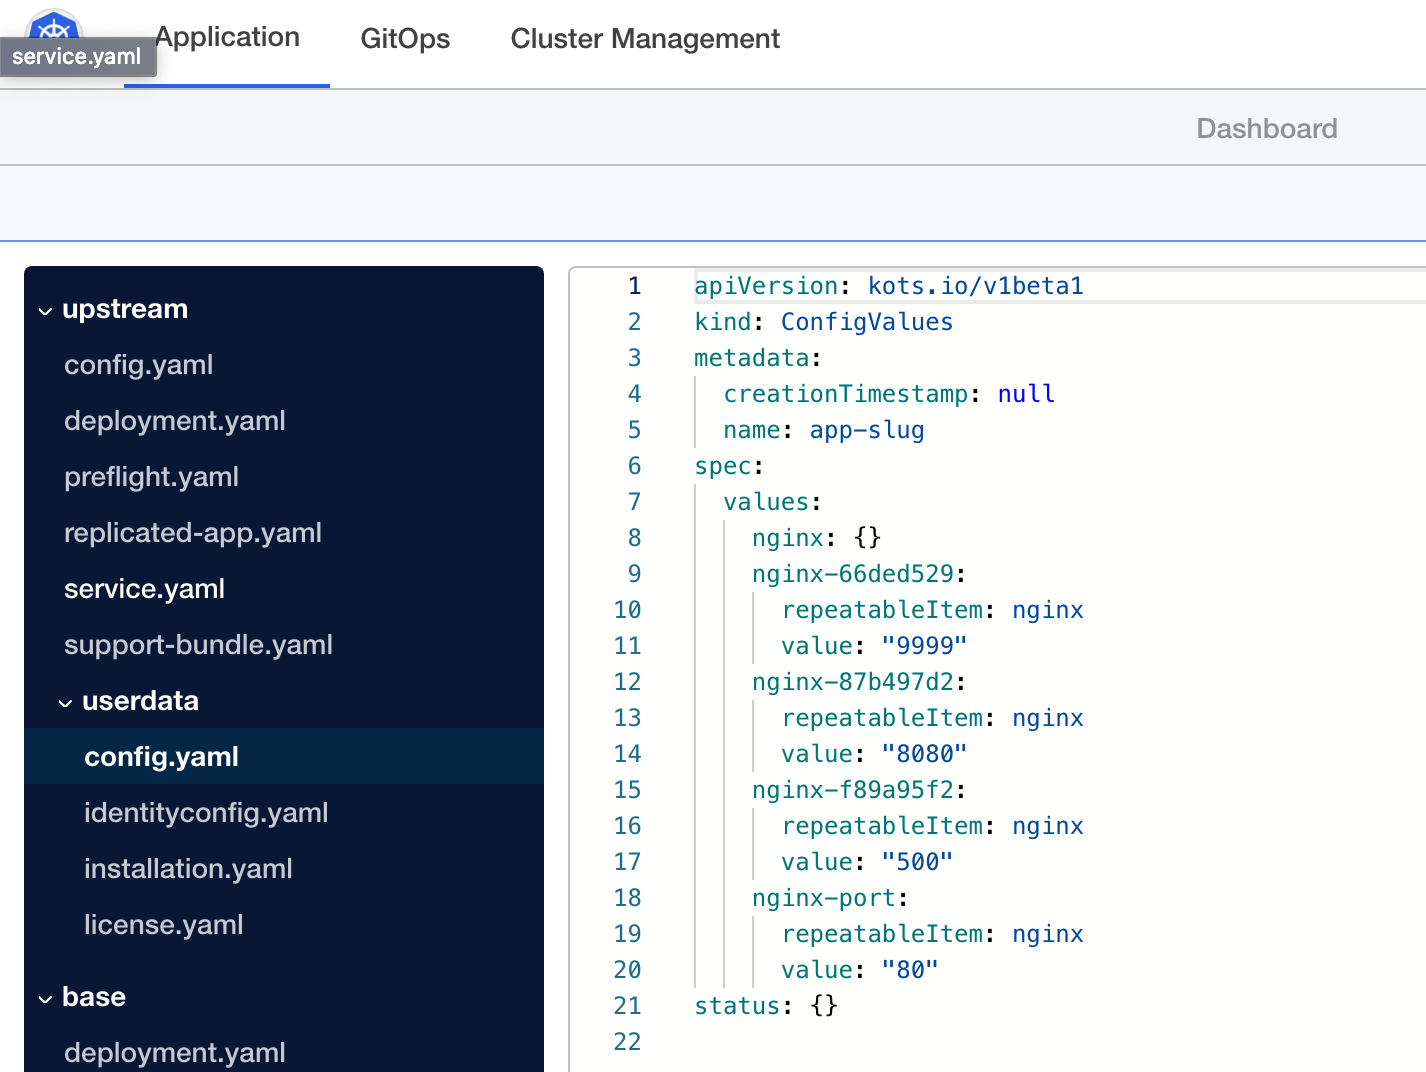 Application GitOps Cluster Management
service.yaml
Dashboard
upstream
config.yaml
deployment.yaml
preflight.yaml
replicated-app.yaml
service.yaml
support-bundle.yaml
userdata
config.yaml
identityconfig.yaml
installation.yaml
license.yaml
base
deployment.yaml
1 apiVersion: kots.io/v1beta1
2 kind: ConfigValues
3 metadata:
4   creationTimestamp: null
5   name: app-slug
6 spec:
7   values:
8     nginx: {}
9     nginx-66ded529:
10       repeatableItem: nginx
11       value: "9999"
12     nginx-87b497d2:
13       repeatableItem: nginx
14       value: "8080"
15     nginx-f89a95f2:
16       repeatableItem: nginx
17       value: "500"
18     nginx-port:
19       repeatableItem: nginx
20       value: "80"
21 status: {}
22